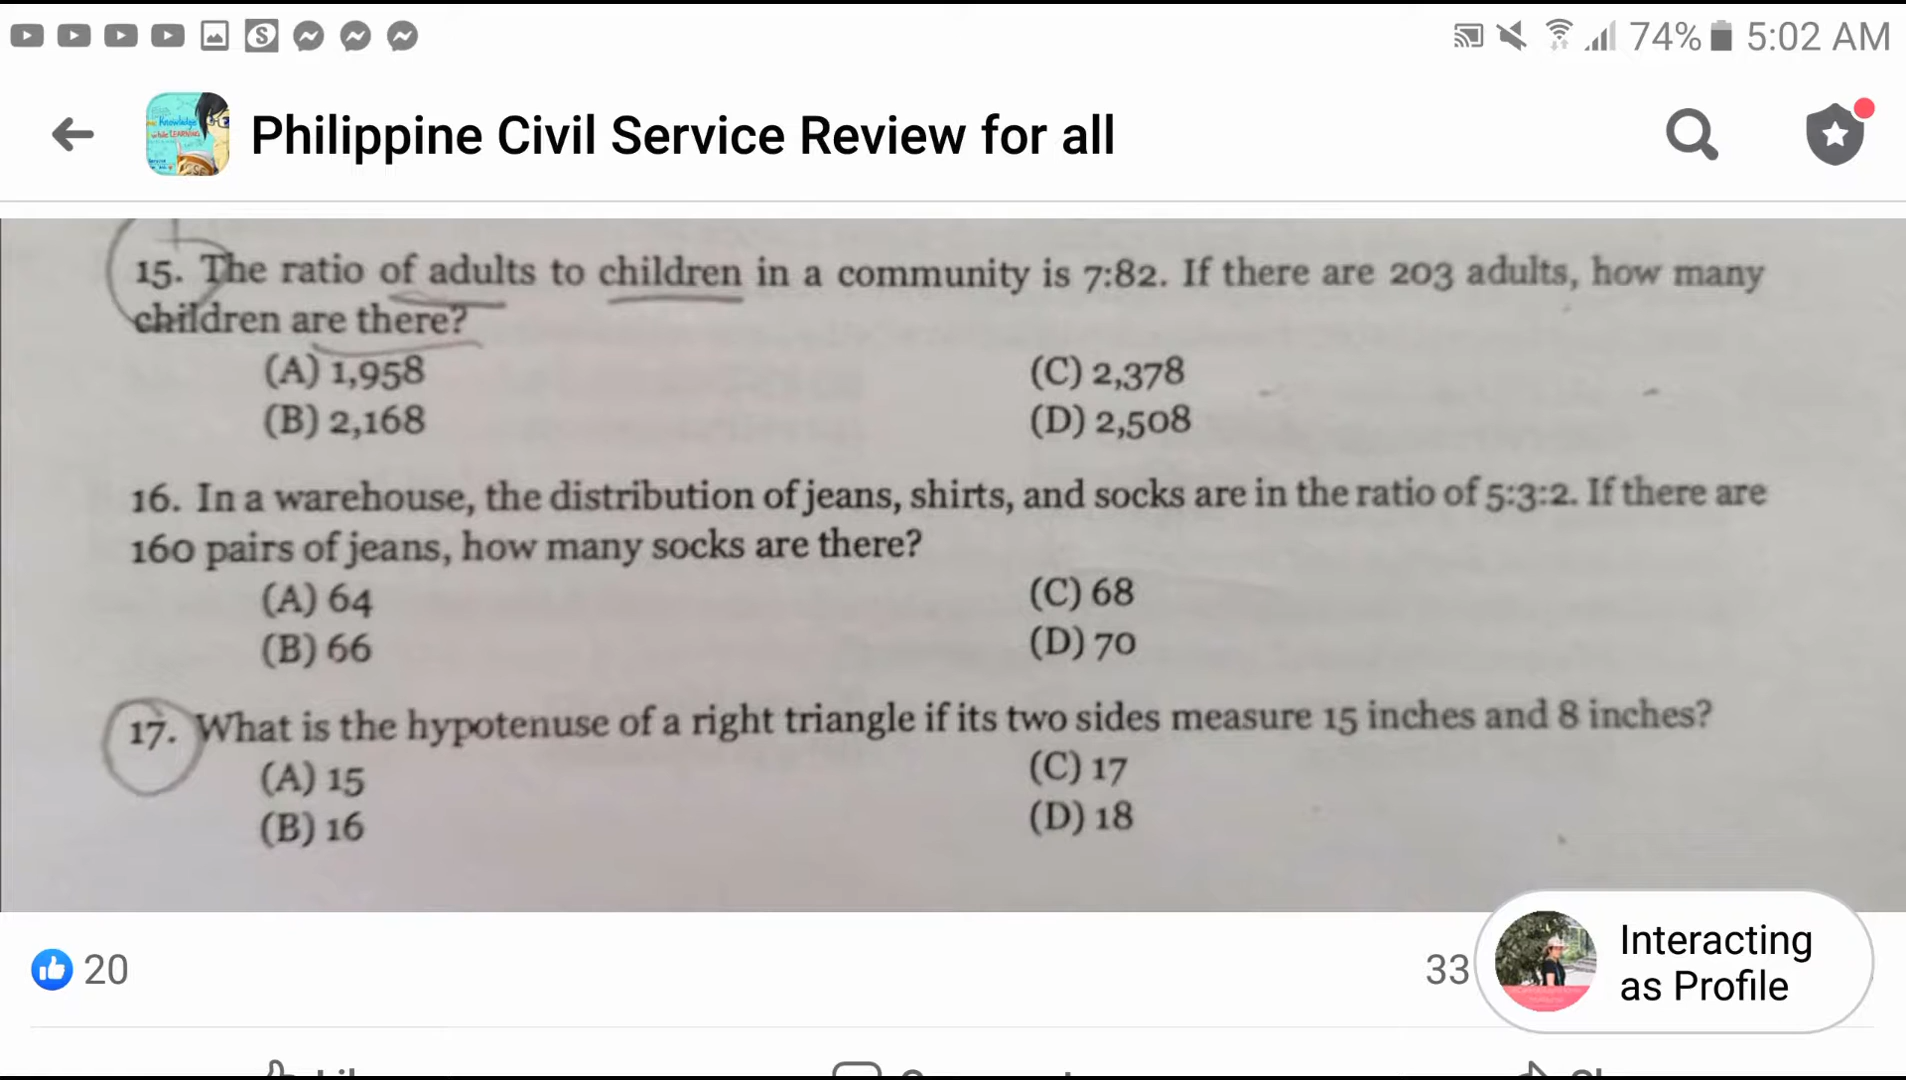 74% 5:02 AM
Philippine Civil Service Review for all
15. The ratio of adults to children in a community is 7:82. If there are 203 adults, how many
children are there?
(A) 1,958
(C) 2,378
(B) 2,168
(D) 2,508
16. In a warehouse, the distribution of jeans, shirts, and socks are in the ratio of 5:3:2. If there are
160 pairs of jeans, how many socks are there?
(A) 64
(C) 68
(B) 66
(D) 70
17. What is the hypotenuse of a right triangle if its two sides measure 15 inches and 8 inches?
(A) 15
(C) 17
(B) 16
(D) 18
20
33
Interacting
as Profile